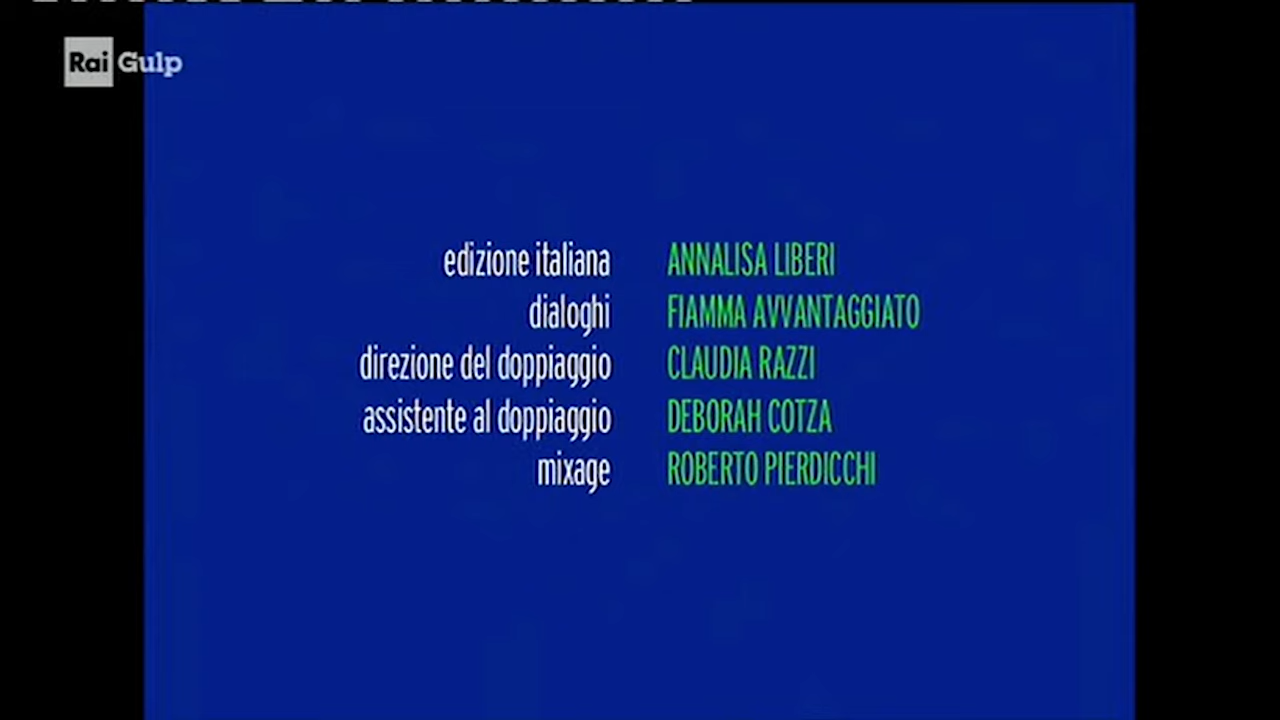 Rai Gulp
edizione italiana ANNALISA LIBERI
dialoghi FIAMMA AVVANTAGGIATO
direzione del doppiaggio CLAUDIA RAZZI
assistente al doppiaggio DEBORAH COTZA
mixage ROBERTO PIERDICCHI